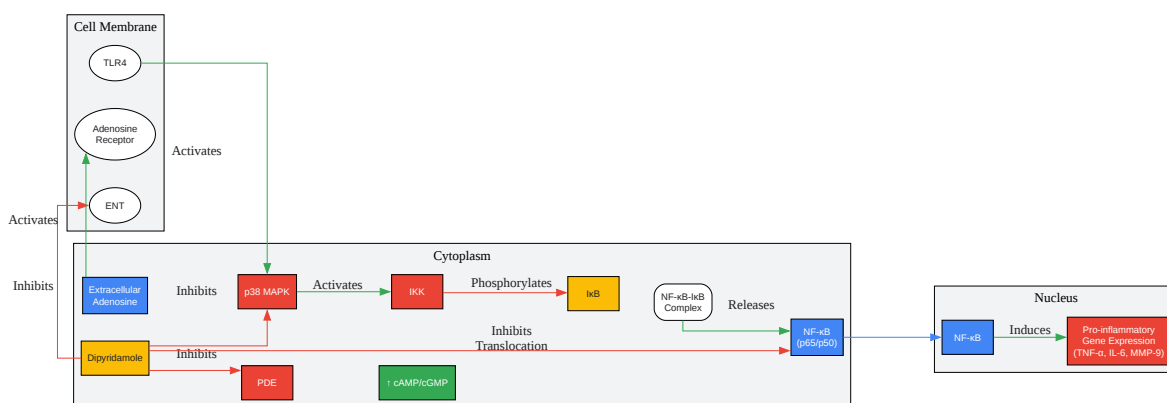 Cell Membrane
TLR4
Adenosine
Receptor
Activates
ENT
Activates
Inhibits
Cytoplasm
Extracellular
Adenosine
Inhibits
p38 MAPK
Activates
IKK
Phosphorylates
IκB
NF-κB-IκB
Complex
Releases
NF-κB
(p65/p50)
Dipyridamole
Inhibits
Inhibits
Translocation
PDE
↑ cAMP/cGMP
Nucleus
NF-κB
Induces
Pro-inflammatory
Gene Expression
(TNF-α, IL-6, MMP-9)